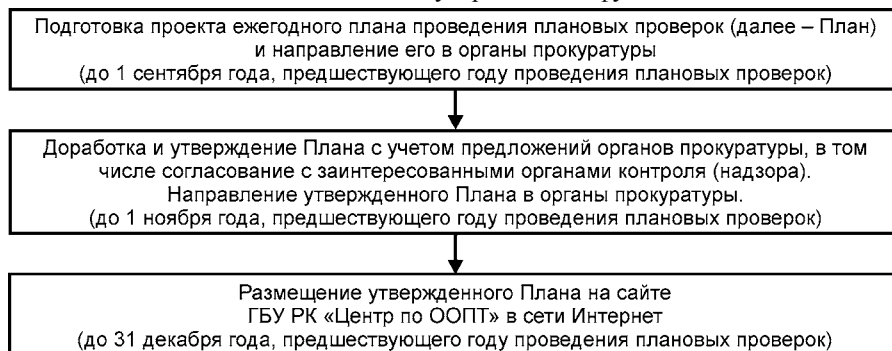 Подготовка проекта ежегодного плана проведения плановых проверок (далее – План)
и направление его в органы прокуратуры
(до 1 сентября года, предшествующего году проведения плановых проверок)
Доработка и утверждение Плана с учетом предложений органов прокуратуры, в том
числе согласование с заинтересованными органами контроля (надзора).
Направление утвержденного Плана в органы прокуратуры.
(до 1 ноября года, предшествующего году проведения плановых проверок)
Размещение утвержденного Плана на сайте
ГБУ РК «Центр по ООПТ» в сети Интернет
(до 31 декабря года, предшествующего году проведения плановых проверок)